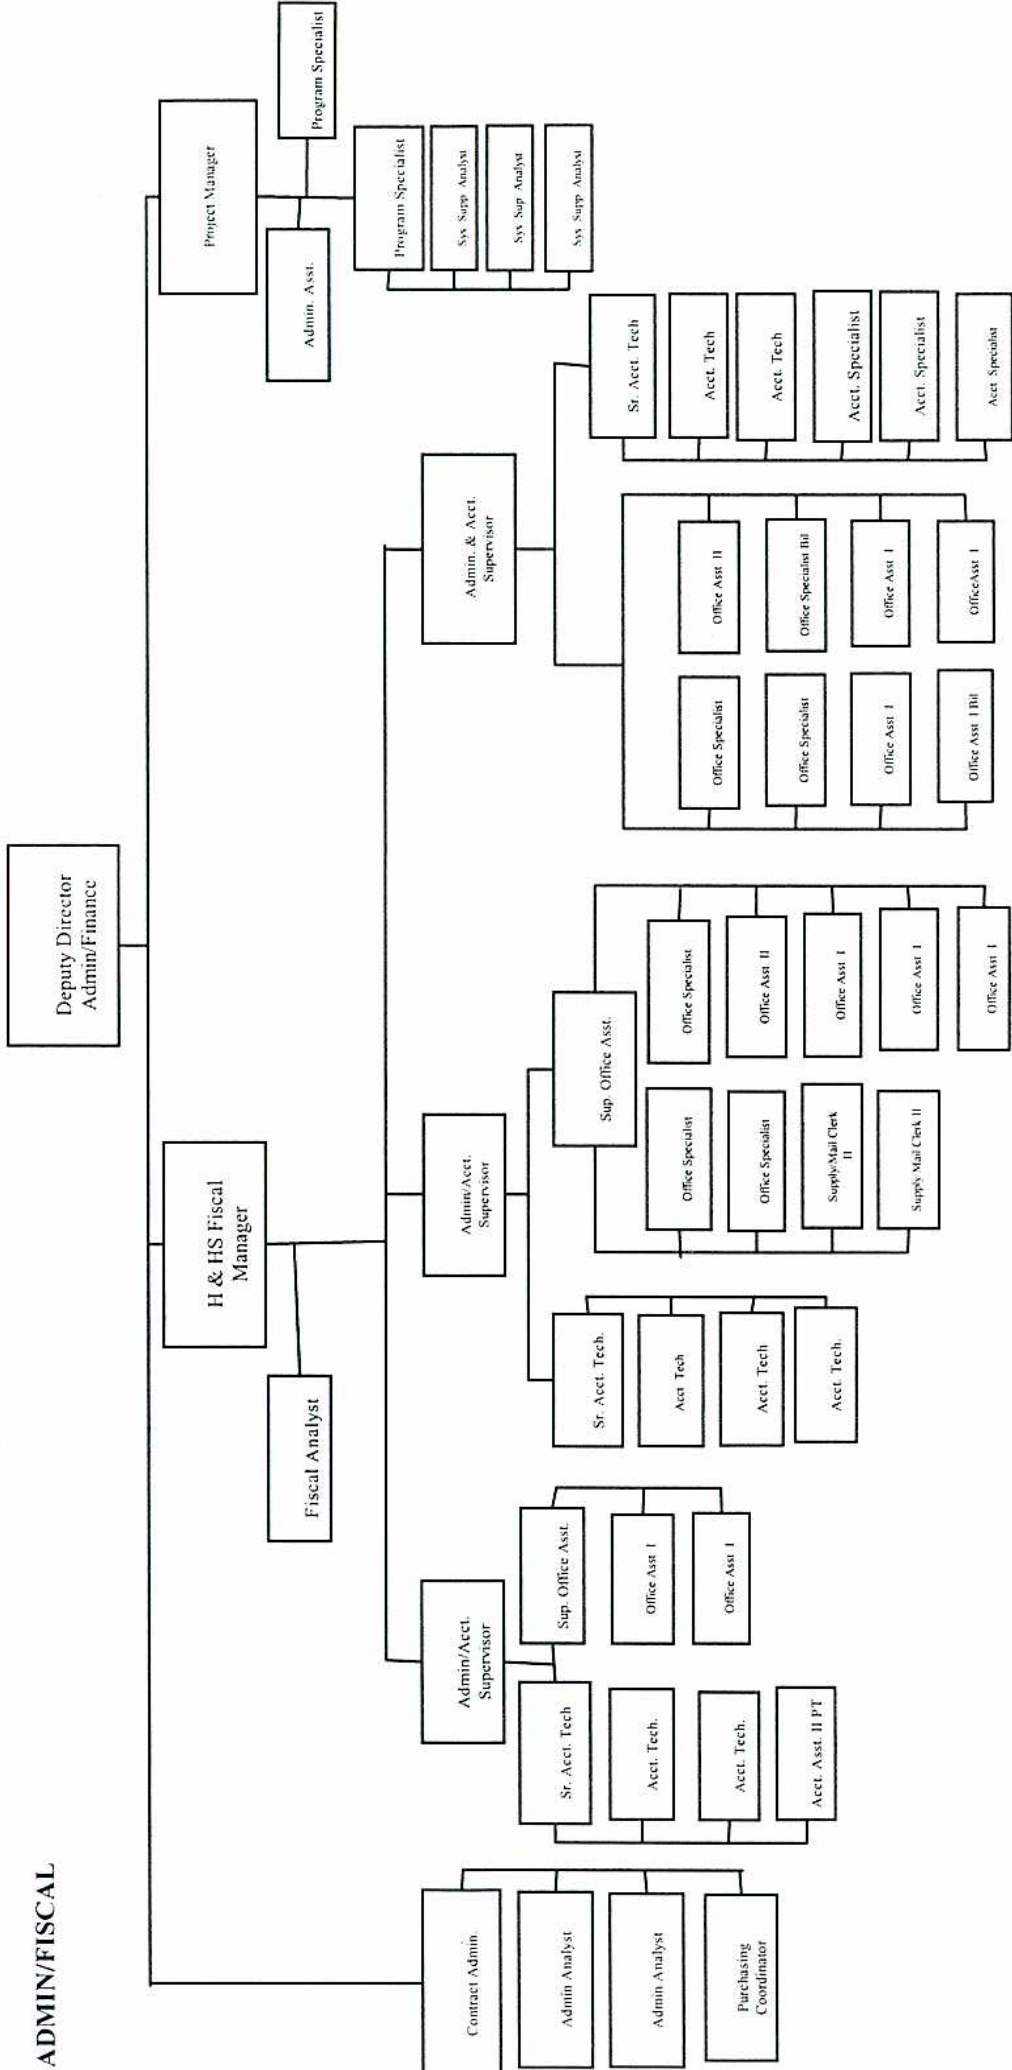 ADMIN/FISCAL
Deputy Director
Admin/Finance
Contract Admin.
Admin Analyst
Admin Analyst
Purchasing
Coordinator
H & HS Fiscal
Manager
Fiscal Analyst
Admin/Acct.
Supervisor
Sr. Acct. Tech
Acct. Tech.
Acct. Tech.
Acct. Asst. II PT
Sup. Office Asst.
Office Asst I
Office Asst I
Admin/Acct.
Supervisor
Sr. Acct. Tech.
Acct Tech
Acct. Tech
Acct. Tech.
Sup. Office Asst.
Office Specialist
Office Specialist
Supply/Mail Clerk
II
Supply Mail Clerk II
Office Specialist
Office Asst II
Office Asst I
Office Asst I
Office Asst I
Admin. & Acct.
Supervisor
Office Specialist
Office Specialist
Office Asst I
Office Asst I Bil
Office Asst II
Office Specialist Bil
Office Asst I
OfficeAsst I
Sr. Acct. Tech
Acct. Tech
Acct. Tech
Acct. Specialist
Acct. Specialist
Acct Specialist
Project Manager
Admin. Asst.
Program Specialist
Program Specialist
Sys Supp Analyst
Sys Sup Analyst
Sys Supp Analyst